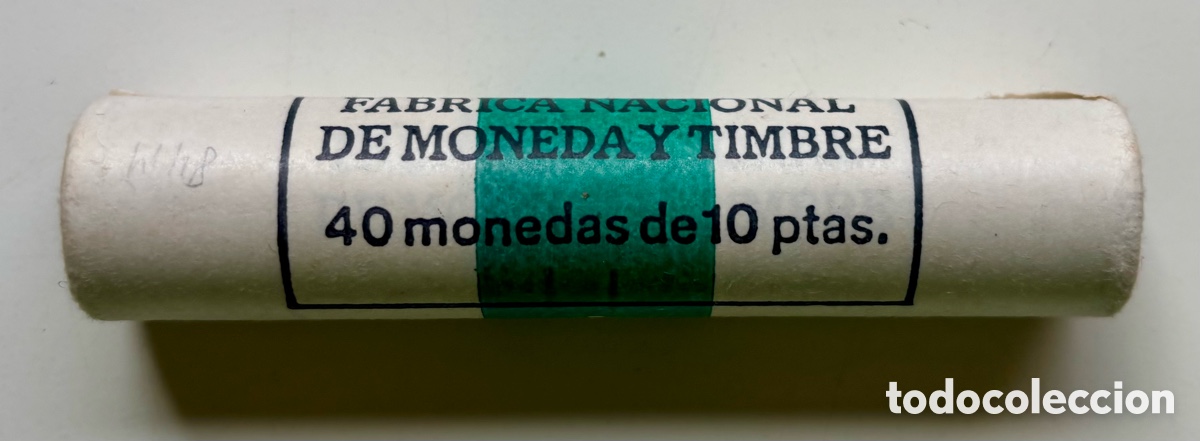 FABRICA NACIONAL
DE MONEDA Y TIMBRE
40 monedas de 10 ptas.
todocoleccion